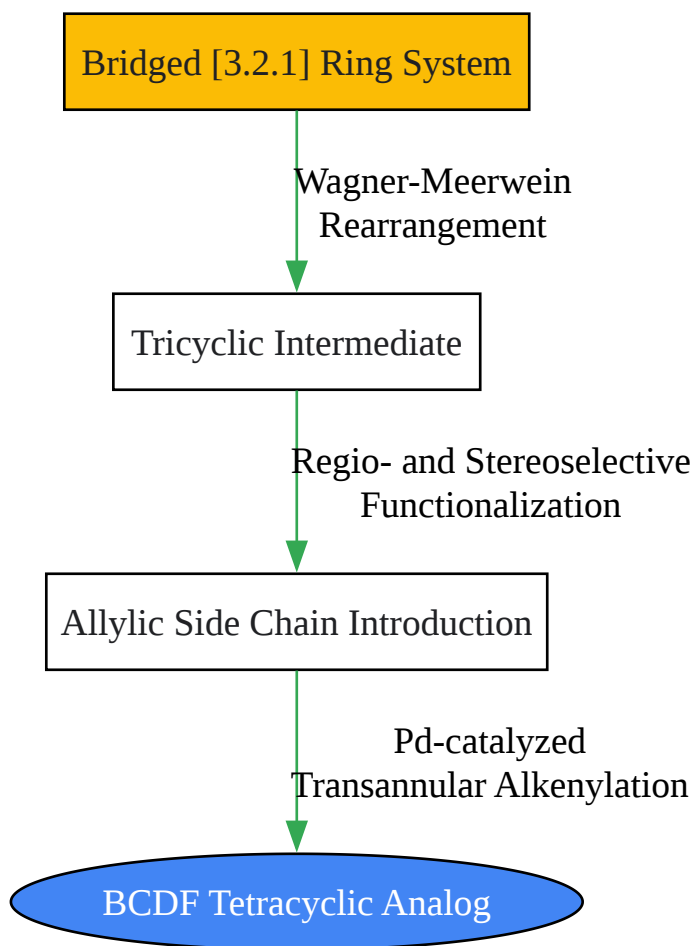 Bridged [3.2.1] Ring System
Wagner-Meerwein
Rearrangement
Tricyclic Intermediate
Regio- and Stereoselective
Functionalization
Allylic Side Chain Introduction
Pd-catalyzed
Transannular Alkenylation
BCDF Tetracyclic Analog